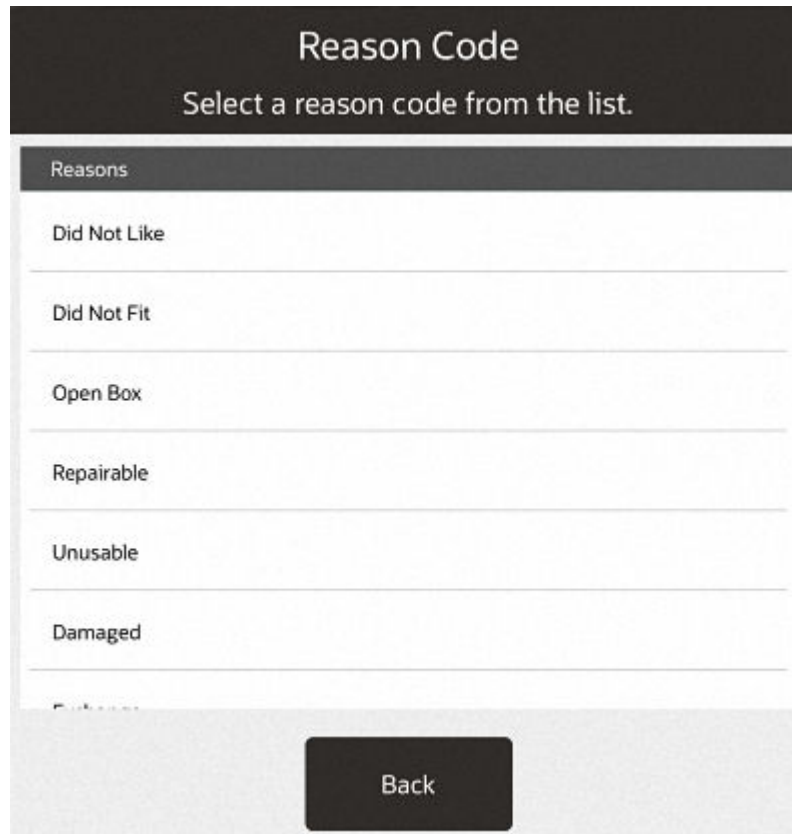 Reason Code
Select a reason code from the list.
Reasons
Did Not Like
Did Not Fit
Open Box
Repairable
Unusable
Damaged
Back